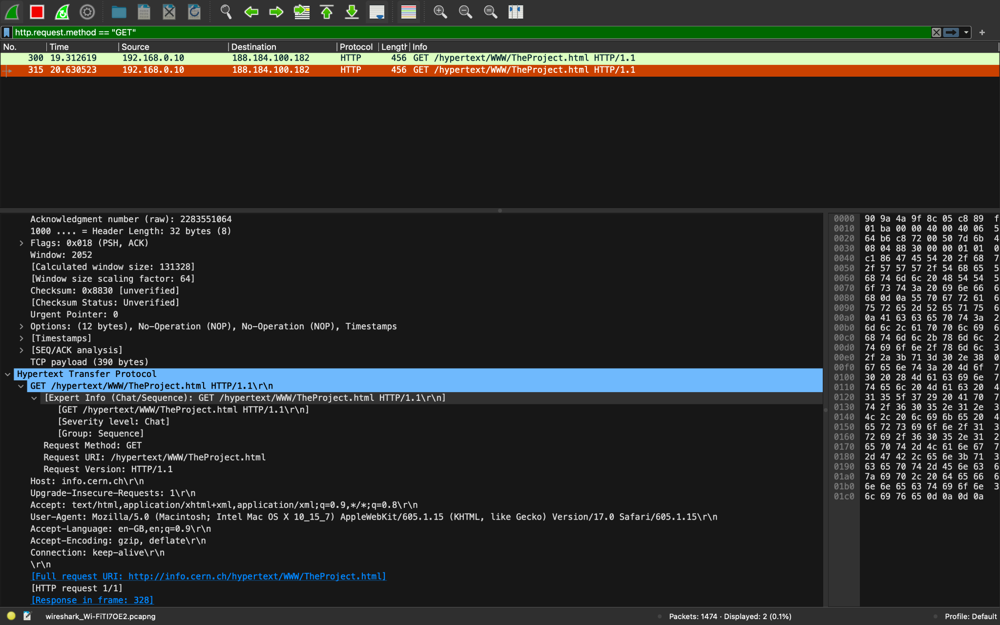 http.request.method == "GET"
No. Time Source Destination Protocol Length Info
300 19.312619 192.168.0.10 188.184.100.182 HTTP 456 GET /hypertext/WWW/TheProject.html HTTP/1.1
315 20.630523 192.168.0.10 188.184.100.182 HTTP 456 GET /hypertext/WWW/TheProject.html HTTP/1.1
Acknowledgment number (raw): 2283551064
1000 .... = Header Length: 32 bytes (8)
Flags: 0x018 (PSH, ACK)
Window: 2052
[Calculated window size: 131328]
[Window size scaling factor: 64]
Checksum: 0x8830 [unverified]
[Checksum Status: Unverified]
Urgent Pointer: 0
Options: (12 bytes), No-Operation (NOP), No-Operation (NOP), Timestamps
[Timestamps]
[SEQ/ACK analysis]
TCP payload (390 bytes)
Hypertext Transfer Protocol
GET /hypertext/WWW/TheProject.html HTTP/1.1\r\n
[Expert Info (Chat/Sequence): GET /hypertext/WWW/TheProject.html HTTP/1.1\r\n]
[GET /hypertext/WWW/TheProject.html HTTP/1.1\r\n]
[Severity level: Chat]
[Group: Sequence]
Request Method: GET
Request URI: /hypertext/WWW/TheProject.html
Request Version: HTTP/1.1
Host: info.cern.ch\r\n
Upgrade-Insecure-Requests: 1\r\n
Accept: text/html,application/xhtml+xml,application/xml;q=0.9,*/*;q=0.8\r\n
User-Agent: Mozilla/5.0 (Macintosh; Intel Mac OS X 10_15_7) AppleWebKit/605.1.15 (KHTML, like Gecko) Version/17.0 Safari/605.1.15\r\n
Accept-Language: en-GB,en;q=0.9\r\n
Accept-Encoding: gzip, deflate\r\n
Connection: keep-alive\r\n
\r\n
[Full request URI: http://info.cern.ch/hypertext/WWW/TheProject.html]
[HTTP request 1/1]
[Response in frame: 328]
0000 90 9a 4a 9f 8c 05 c8 89 f
0010 01 ba 00 00 40 00 40 06 5
0020 64 b6 c8 72 00 50 7d 6b 4
0030 08 04 88 30 00 00 01 01 0
0040 c1 86 47 45 54 20 2f 68 7
0050 2f 57 57 57 2f 54 68 65 5
0060 68 74 6d 6c 20 48 54 54 5
0070 6f 73 74 3a 20 69 6e 66 6
0080 68 0d 0a 55 70 67 72 61 6
0090 75 72 65 2d 52 65 71 75 6
00a0 0a 41 63 63 65 70 74 3a 2
00b0 6d 6c 2c 61 70 70 6c 69 6
00c0 68 74 6d 6c 2b 78 6d 6c 2
00d0 74 69 6f 6e 2f 78 6d 6c 3
00e0 2f 2a 3b 71 3d 30 2e 38 0
00f0 67 65 6e 74 3a 20 4d 6f 7
0100 30 20 28 4d 61 63 69 6e 7
0110 74 65 6c 20 4d 61 63 20 4
0120 31 35 5f 37 29 20 41 70 7
0130 74 2f 36 30 35 2e 31 2e 3
0140 4c 2c 20 6c 69 6b 65 20 4
0150 65 72 73 69 6f 6e 2f 31 3
0160 72 69 2f 36 30 35 2e 31 2
0170 65 70 74 2d 4c 61 6e 67 7
0180 2d 47 42 2c 65 6e 3b 71 3
0190 63 65 70 74 2d 45 6e 63 6
01a0 7a 69 70 2c 20 64 65 66 6
01b0 6e 6e 65 63 74 69 6f 6e 3
01c0 6c 69 76 65 0d 0a 0d 0a
wireshark_Wi-FiTI7OE2.pcapng Packets: 1474 · Displayed: 2 (0.1%) Profile: Default